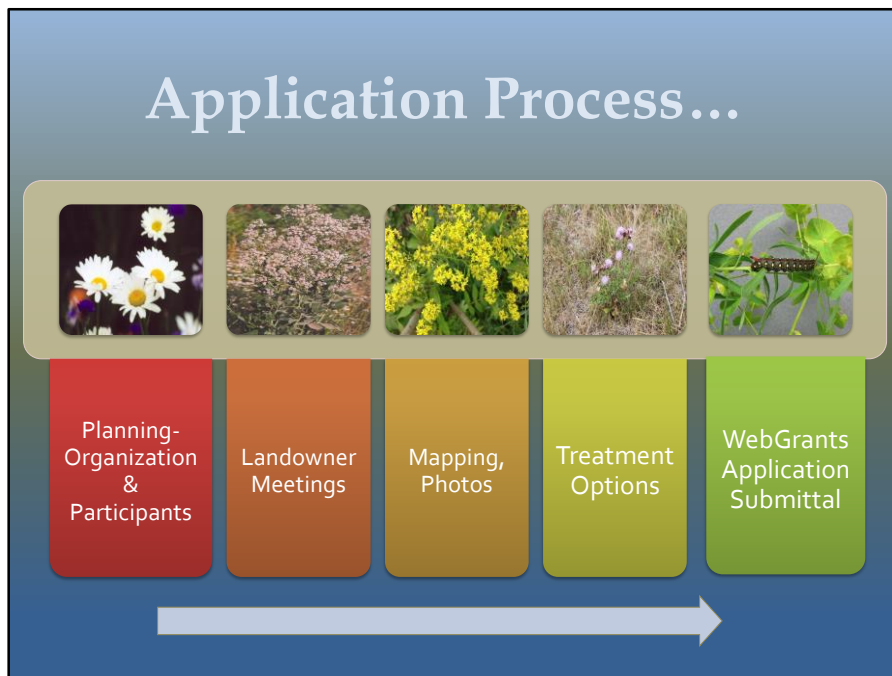 Application Process...
Planning-
Organization
&
Participants
Landowner
Meetings
Mapping,
Photos
Treatment
Options
WebGrants
Application
Submittal